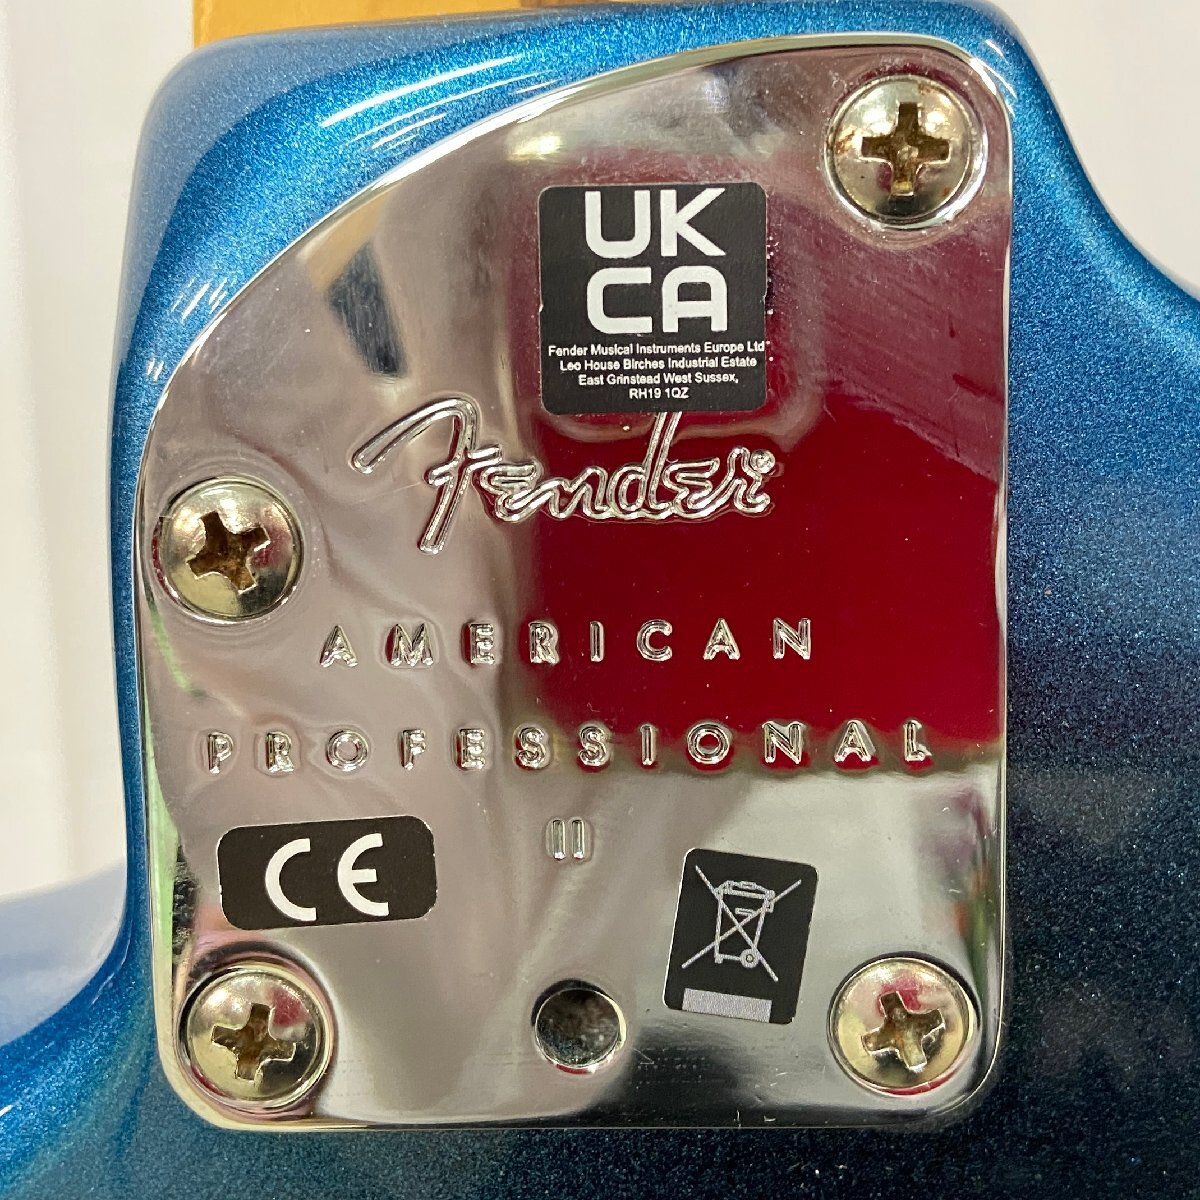 UK
CA
Fender Musical Instruments Europe Ltd
Leo House Birches Industrial Estate
East Grinstead West Sussex,
RH19 1QZ
Fender®
AMERICAN
PROFESSIONAL
II
CE